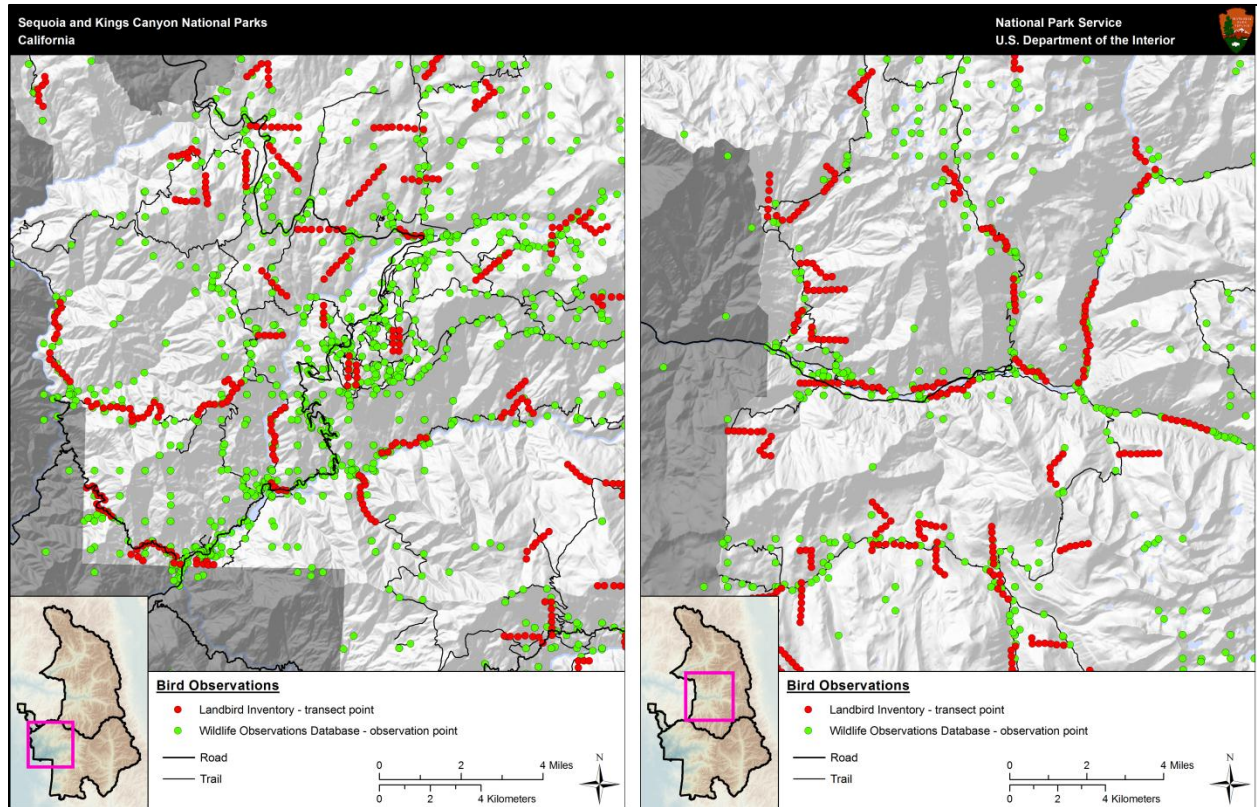 Sequoia and Kings Canyon National Parks
California
National Park Service
U.S. Department of the Interior
Bird Observations
Landbird Inventory - transect point
Wildlife Observations Database - observation point
Road
Trail
0 2 4 Miles
0 2 4 Kilometers
N
Bird Observations
Landbird Inventory - transect point
Wildlife Observations Database - observation point
Road
Trail
0 2 4 Miles
0 2 4 Kilometers
N